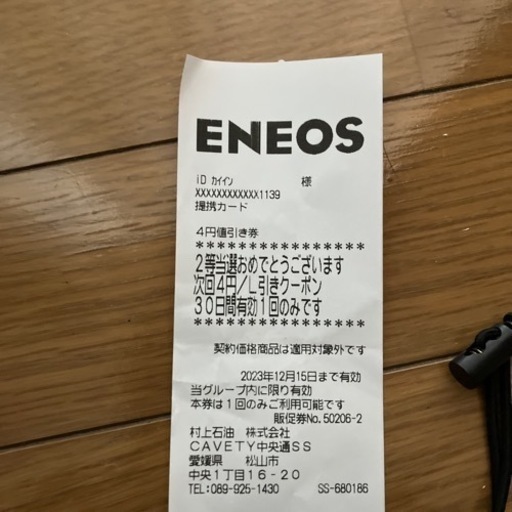 ENEOS
iD カイイン 様
XXXXXXXXXXXX1139
提携カード
4円値引き券
***************
2等当選おめでとうございます
次回4円/L引きクーポン
30日間有効1回のみです
***************
契約価格商品は適用対象外です
2023年12月15日まで有効
当グループ内に限り有効
本券は1回のみご利用可能です
販促券No.50206-2
村上石油 株式会社
CAVETY中央通SS
愛媛県 松山市
中央1丁目16-20
TEL:089-925-1430 SS-680186